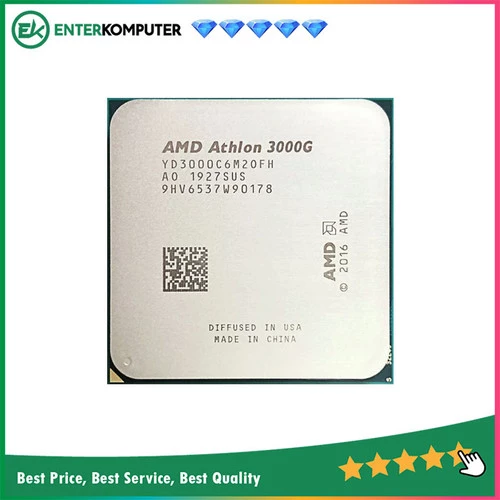 EK ENTERKOMPUTER
AMD Athlon 3000G
YD3000C6M2OFH
AO 1927SUS
9HV6537W90178
AMD
© 2016 AMD
DIFFUSED IN USA
MADE IN CHINA
Best Price, Best Service, Best Quality